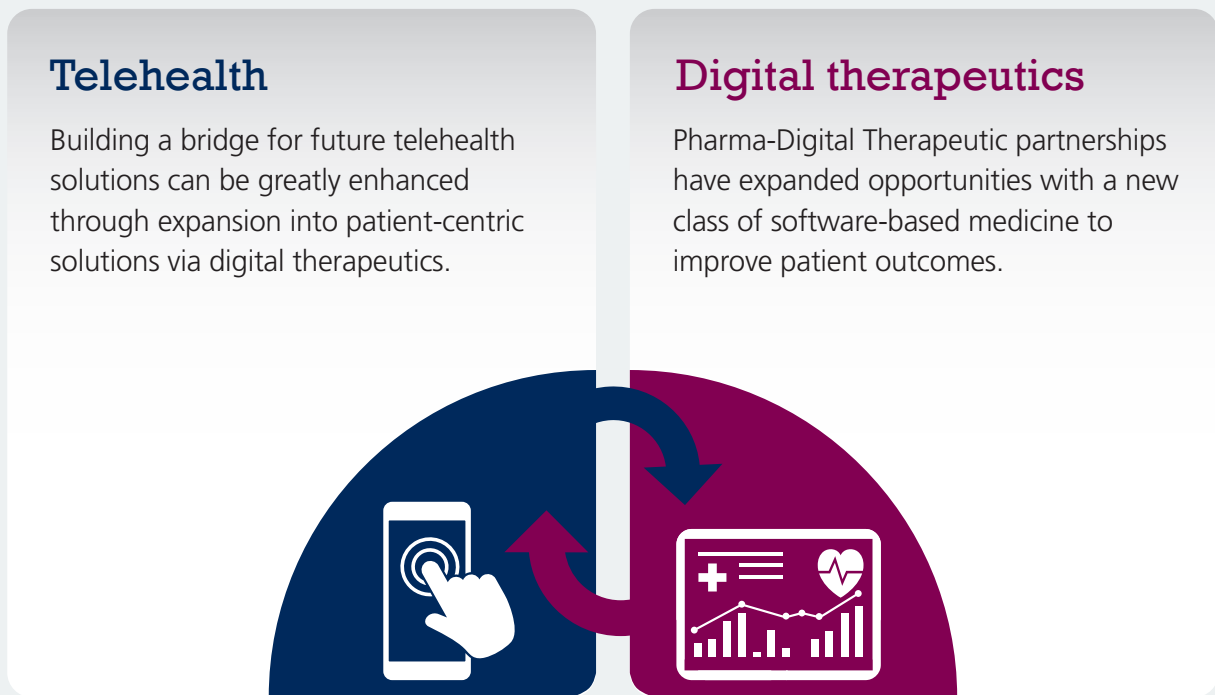 Telehealth
Building a bridge for future telehealth
solutions can be greatly enhanced
through expansion into patient-centric
solutions via digital therapeutics.
Digital therapeutics
Pharma-Digital Therapeutic partnerships
have expanded opportunities with a new
class of software-based medicine to
improve patient outcomes.